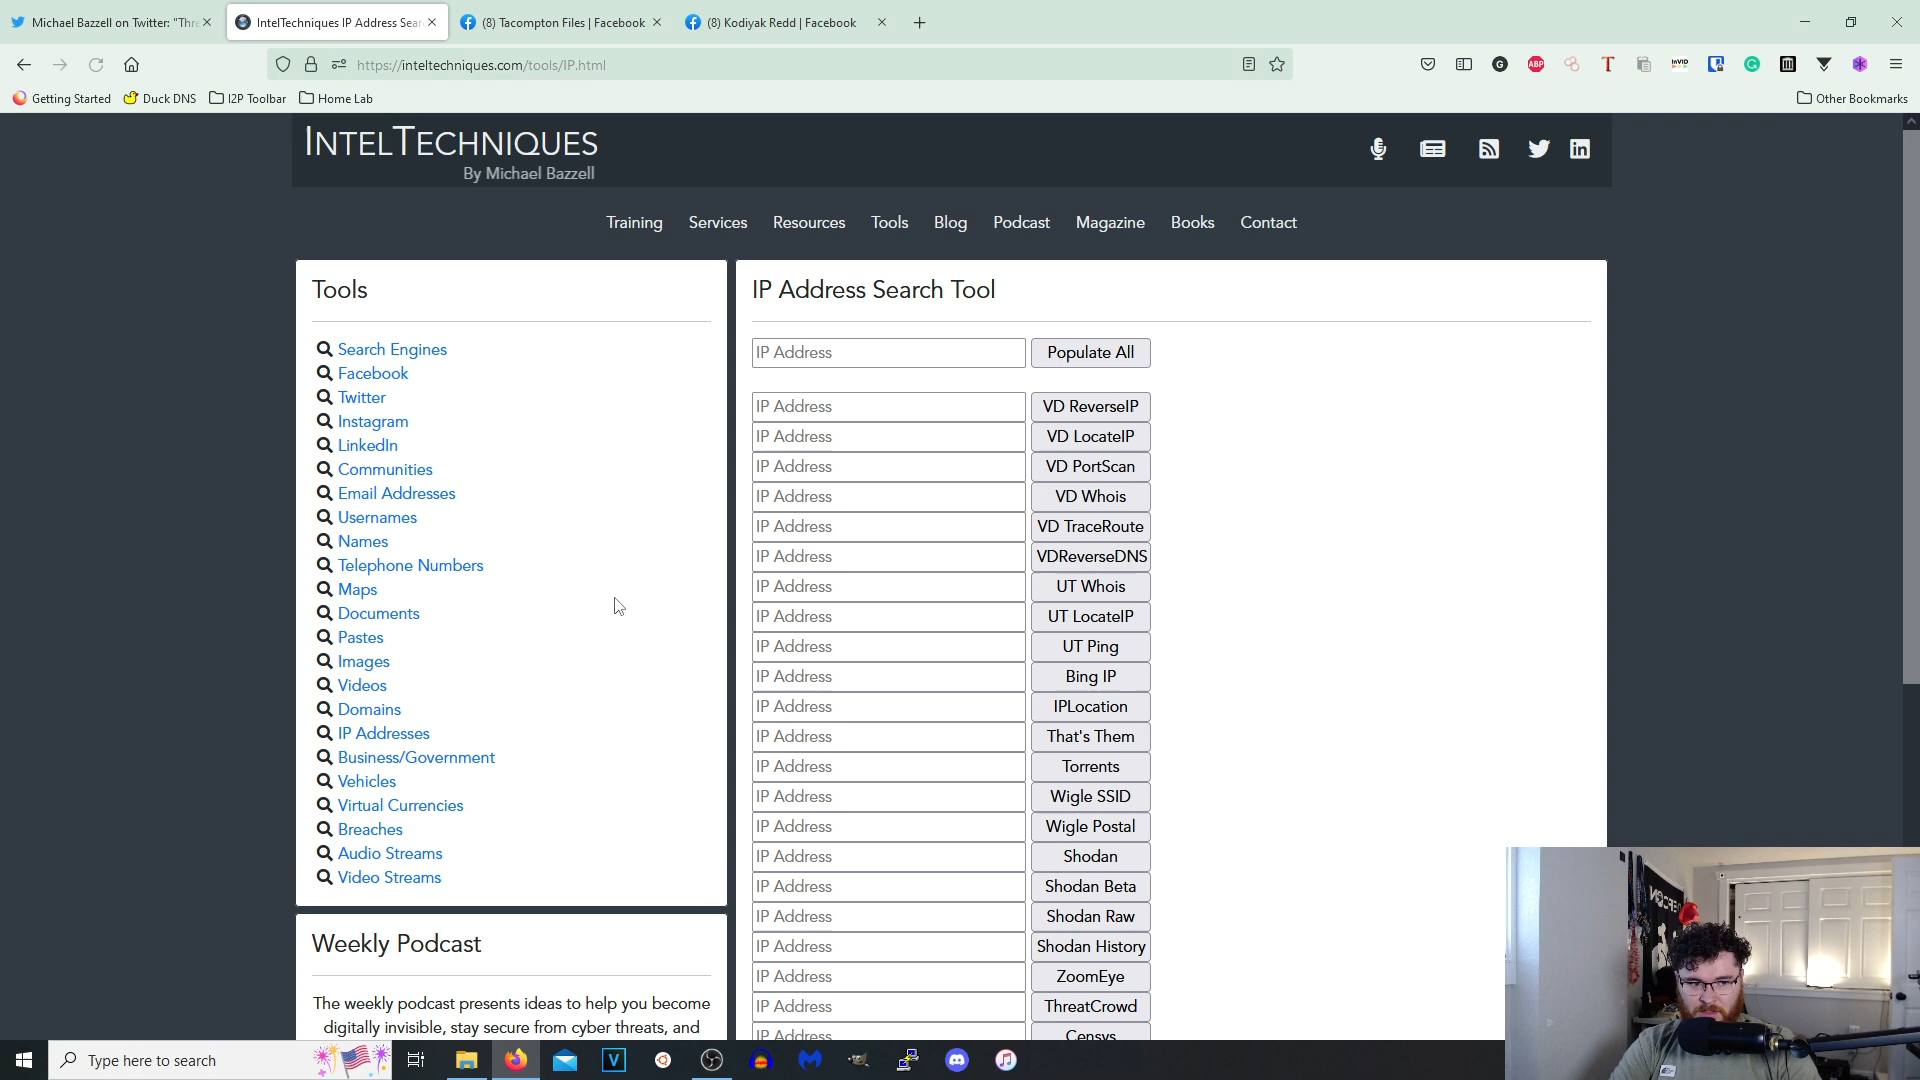 Michael Bazzell on Twitter: "Thre
IntelTechniques IP Address Sear
(8) Tacompton Files | Facebook
(8) Kodiyak Redd | Facebook
https://inteltechniques.com/tools/IP.html
Getting Started
Duck DNS
I2P Toolbar
Home Lab
Other Bookmarks
INTELTECHNIQUES
By Michael Bazzell
Training
Services
Resources
Tools
Blog
Podcast
Magazine
Books
Contact
Tools
Search Engines
Facebook
Twitter
Instagram
LinkedIn
Communities
Email Addresses
Usernames
Names
Telephone Numbers
Maps
Documents
Pastes
Images
Videos
Domains
IP Addresses
Business/Government
Vehicles
Virtual Currencies
Breaches
Audio Streams
Video Streams
Weekly Podcast
The weekly podcast presents ideas to help you become
digitally invisible, stay secure from cyber threats, and
IP Address Search Tool
IP Address Populate All
IP Address VD ReverseIP
IP Address VD LocateIP
IP Address VD PortScan
IP Address VD Whois
IP Address VD TraceRoute
IP Address VDReverseDNS
IP Address UT Whois
IP Address UT LocateIP
IP Address UT Ping
IP Address Bing IP
IP Address IPLocation
IP Address That's Them
IP Address Torrents
IP Address Wigle SSID
IP Address Wigle Postal
IP Address Shodan
IP Address Shodan Beta
IP Address Shodan Raw
IP Address Shodan History
IP Address ZoomEye
IP Address ThreatCrowd
IP Address Censys
Type here to search